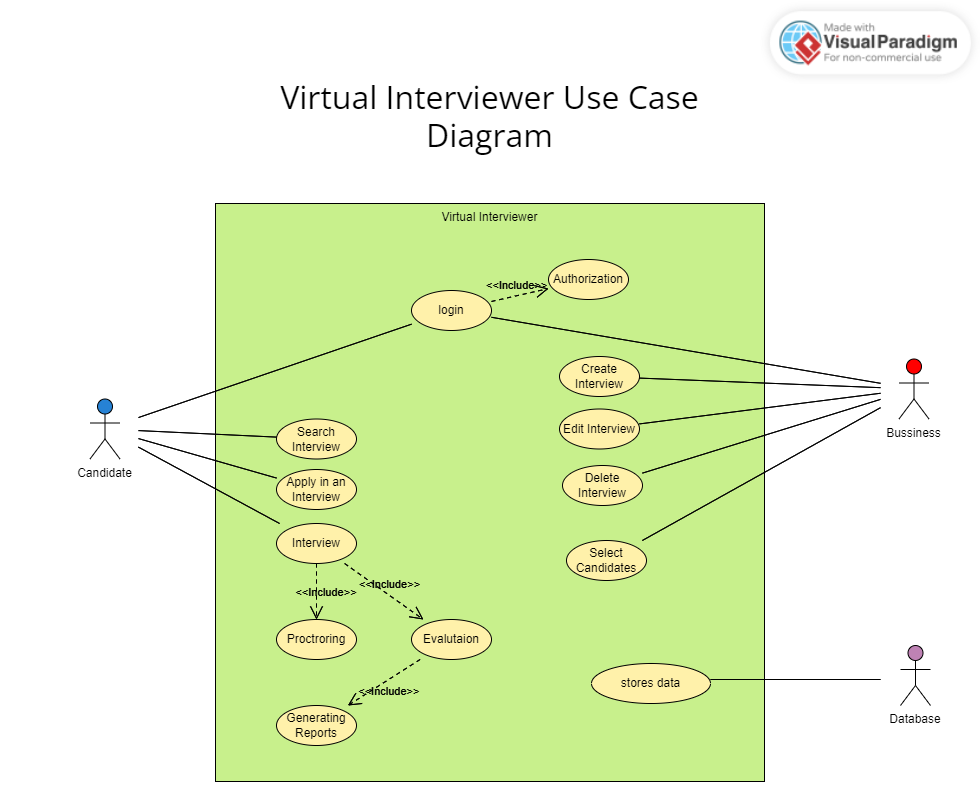 Made with
Visual Paradigm
For non-commercial use
Virtual Interviewer Use Case
Diagram
Virtual Interviewer
<<Include>>
Authorization
login
Create
Interview
Bussiness
Edit Interview
Search
Interview
Candidate
Apply in an
Interview
Delete
Interview
Interview
Select
Candidates
<<Include>>
<<Include>>
Proctroring
Evalutaion
stores data
<<Include>>
Generating
Reports
Database